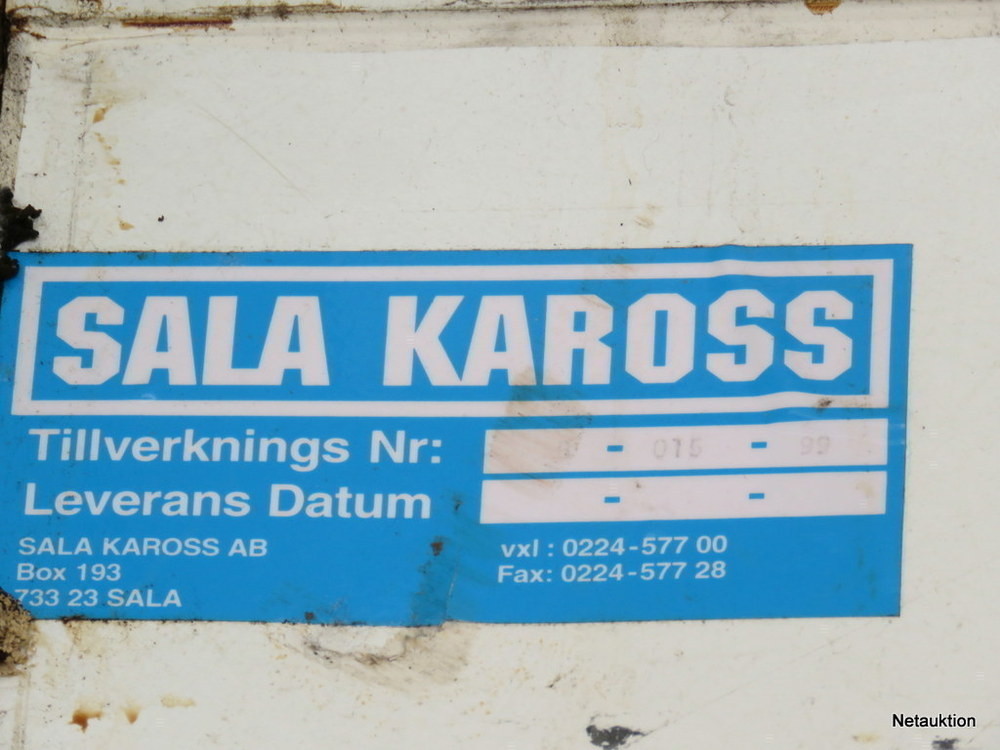 SALA KAROSS
Tillverknings Nr: - 015 - 99
Leverans Datum - -
SALA KAROSS AB
Box 193
733 23 SALA
vxl : 0224-577 00
Fax: 0224-577 28
Netauktion